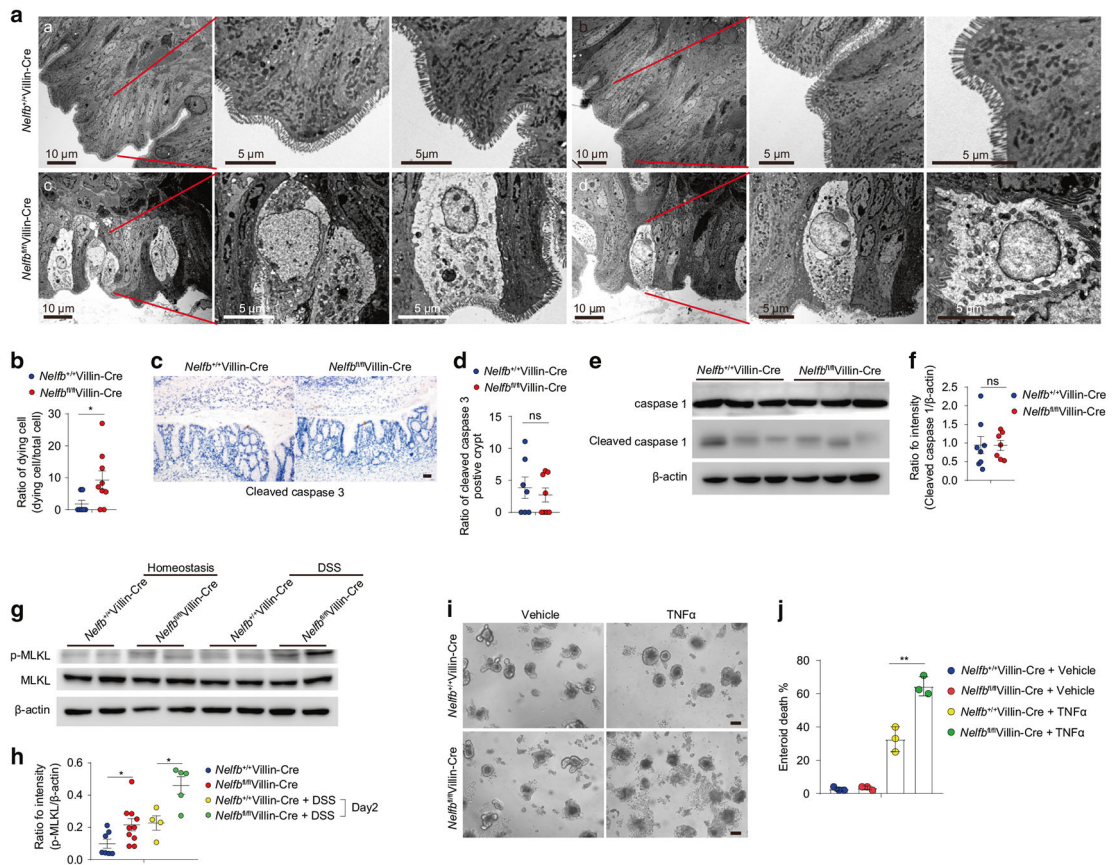 a
Nelfb+/+Villin-Cre
a
10 μm
5 μm
5 μm
b
10 μm
5 μm
5 μm
Nelfbfl/flVillin-Cre
c
10 μm
5 μm
5 μm
d
10 μm
5 μm
5 μm
b
Nelfb+/+Villin-Cre
Nelfbfl/flVillin-Cre
Ratio of dying cell
(dying cell/total cell)
30
20
10
0
*
c
Nelfb+/+Villin-Cre
Nelfbfl/flVillin-Cre
Cleaved caspase 3
d
Nelfb+/+Villin-Cre
Nelfbfl/flVillin-Cre
Ratio of cleaved caspase 3
postive crypt
15
10
5
0
ns
e
Nelfb+/+Villin-Cre
Nelfbfl/flVillin-Cre
caspase 1
Cleaved caspase 1
β-actin
f
Ratio fo intensity
(Cleaved caspase 1/β-actin)
2.5
2.0
1.5
1.0
0.5
0.0
ns
Nelfb+/+Villin-Cre
Nelfbfl/flVillin-Cre
g
Homeostasis
DSS
Nelfb+/+Villin-Cre
Nelfbfl/flVillin-Cre
Nelfb+/+Villin-Cre
Nelfbfl/flVillin-Cre
p-MLKL
MLKL
β-actin
h
Ratio fo intensity
(p-MLKL/β-actin)
0.6
0.4
0.2
0.0
*
*
Nelfb+/+Villin-Cre
Nelfbfl/flVillin-Cre
Nelfb+/+Villin-Cre + DSS
Nelfbfl/flVillin-Cre + DSS
Day2
i
Vehicle
TNFα
Nelfb+/+Villin-Cre
Nelfbfl/flVillin-Cre
j
Enteroid death %
80
60
40
20
0
**
Nelfb+/+Villin-Cre + Vehicle
Nelfbfl/flVillin-Cre + Vehicle
Nelfb+/+Villin-Cre + TNFα
Nelfbfl/flVillin-Cre + TNFα